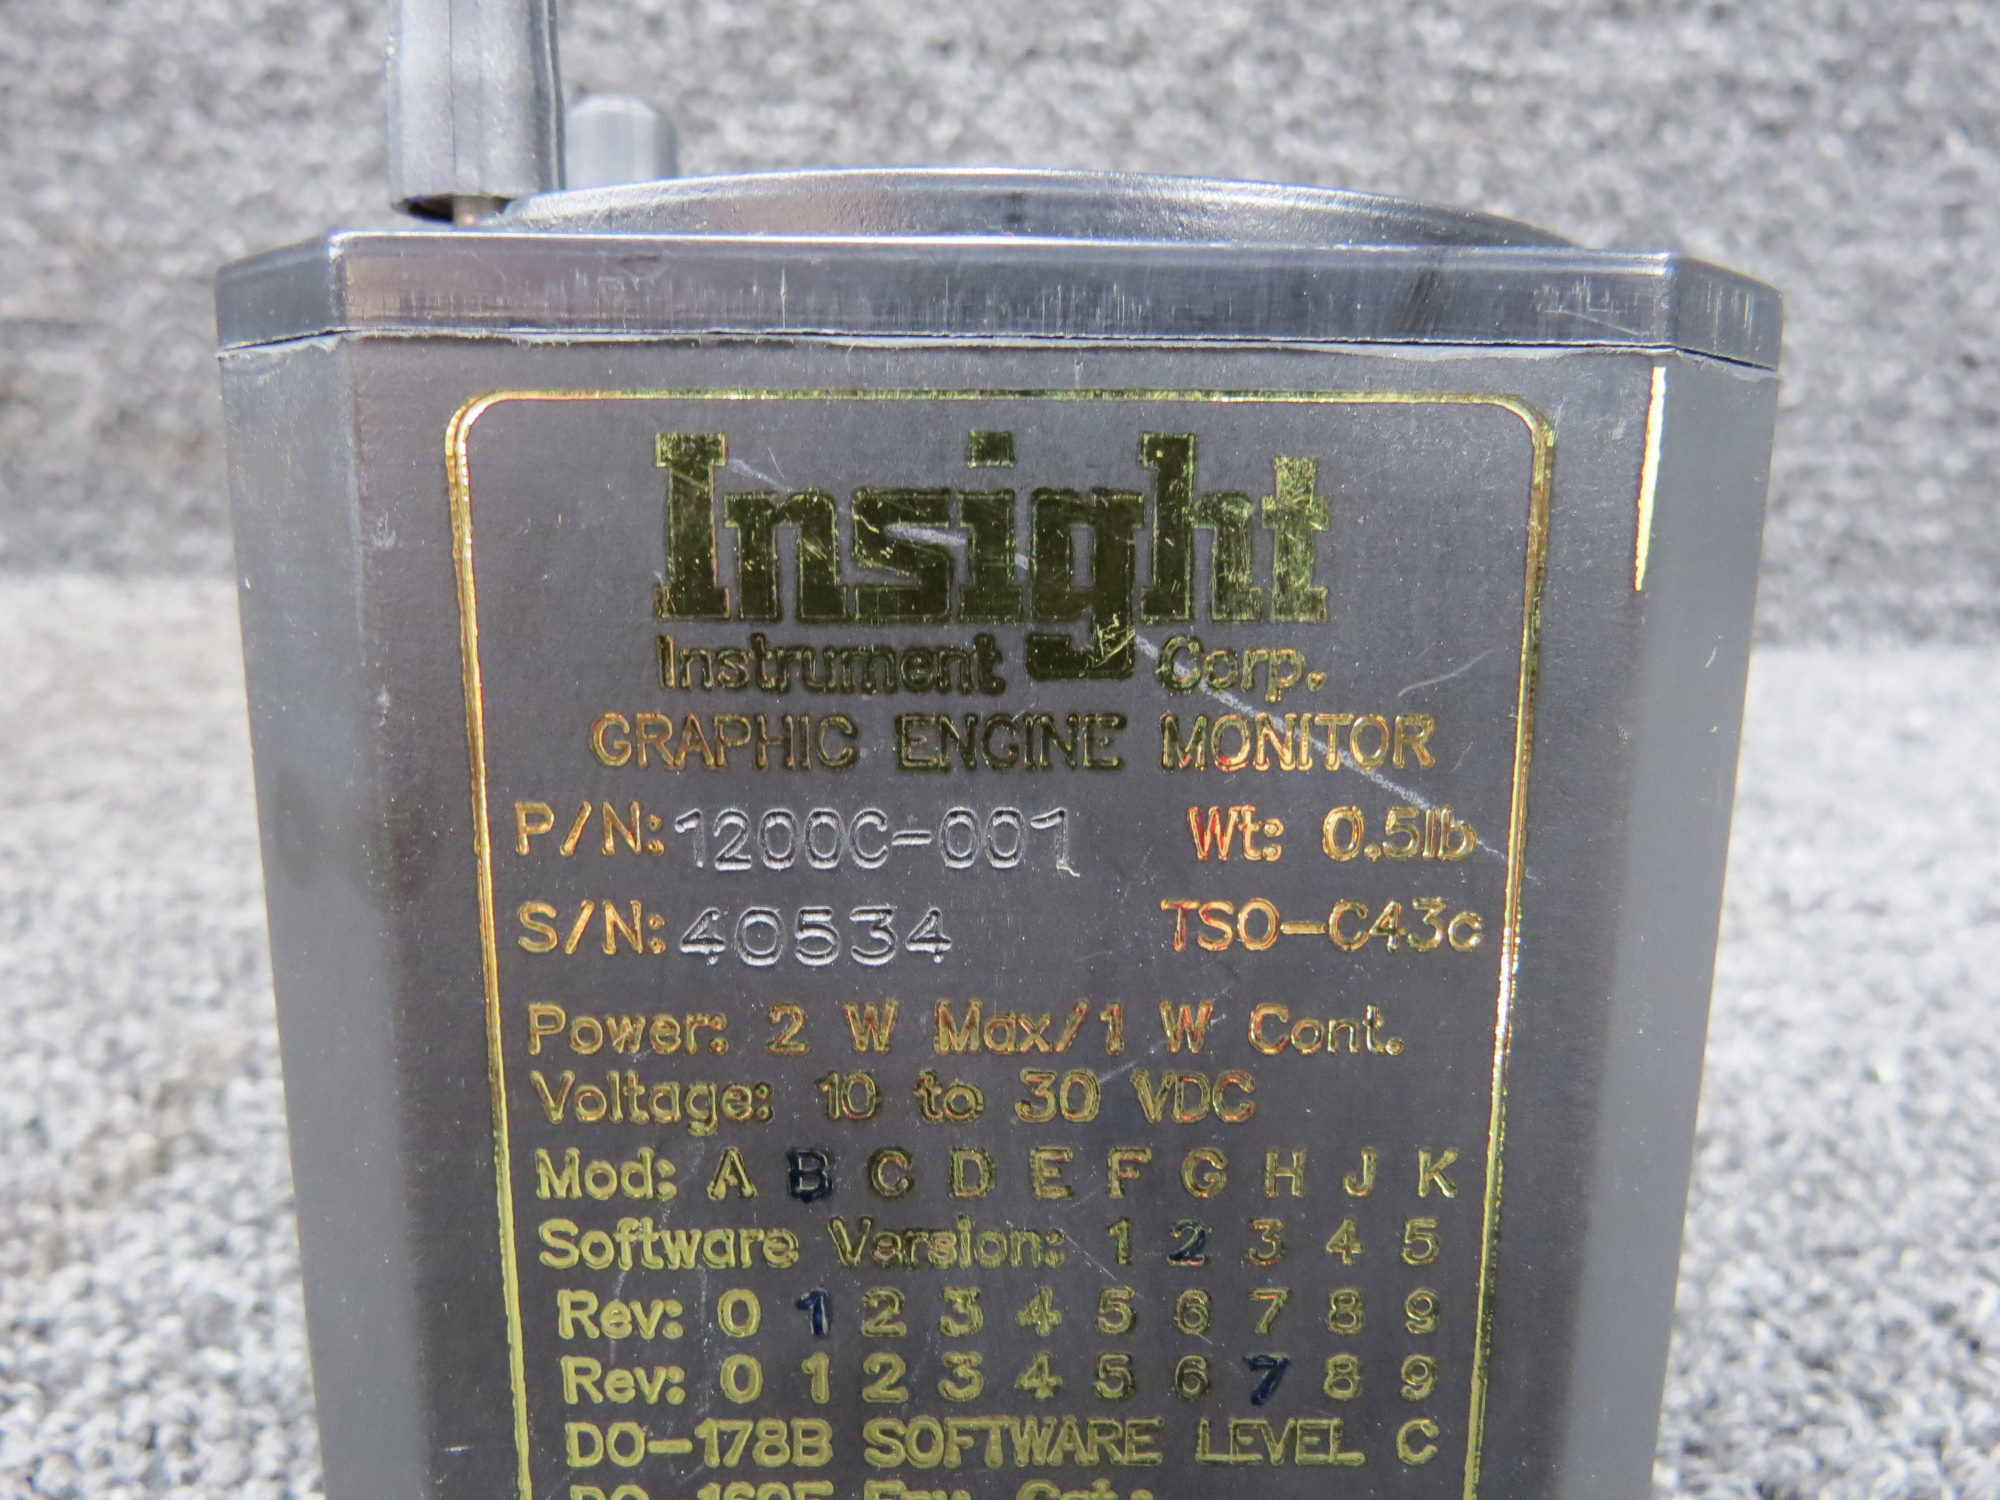 Insight
Instrument Corp.
GRAPHIC ENGINE MONITOR
P/N: 1200C-001 Wt: 0.5lb
S/N: 40534 TSO-C43c
Power: 2 W Max/1 W Cont.
Voltage: 10 to 30 VDC
Mod: A B C D E F G H J K
Software Version: 1 2 3 4 5
Rev: 0 1 2 3 4 5 6 7 8 9
Rev: 0 1 2 3 4 5 6 7 8 9
DO-178B SOFTWARE LEVEL C